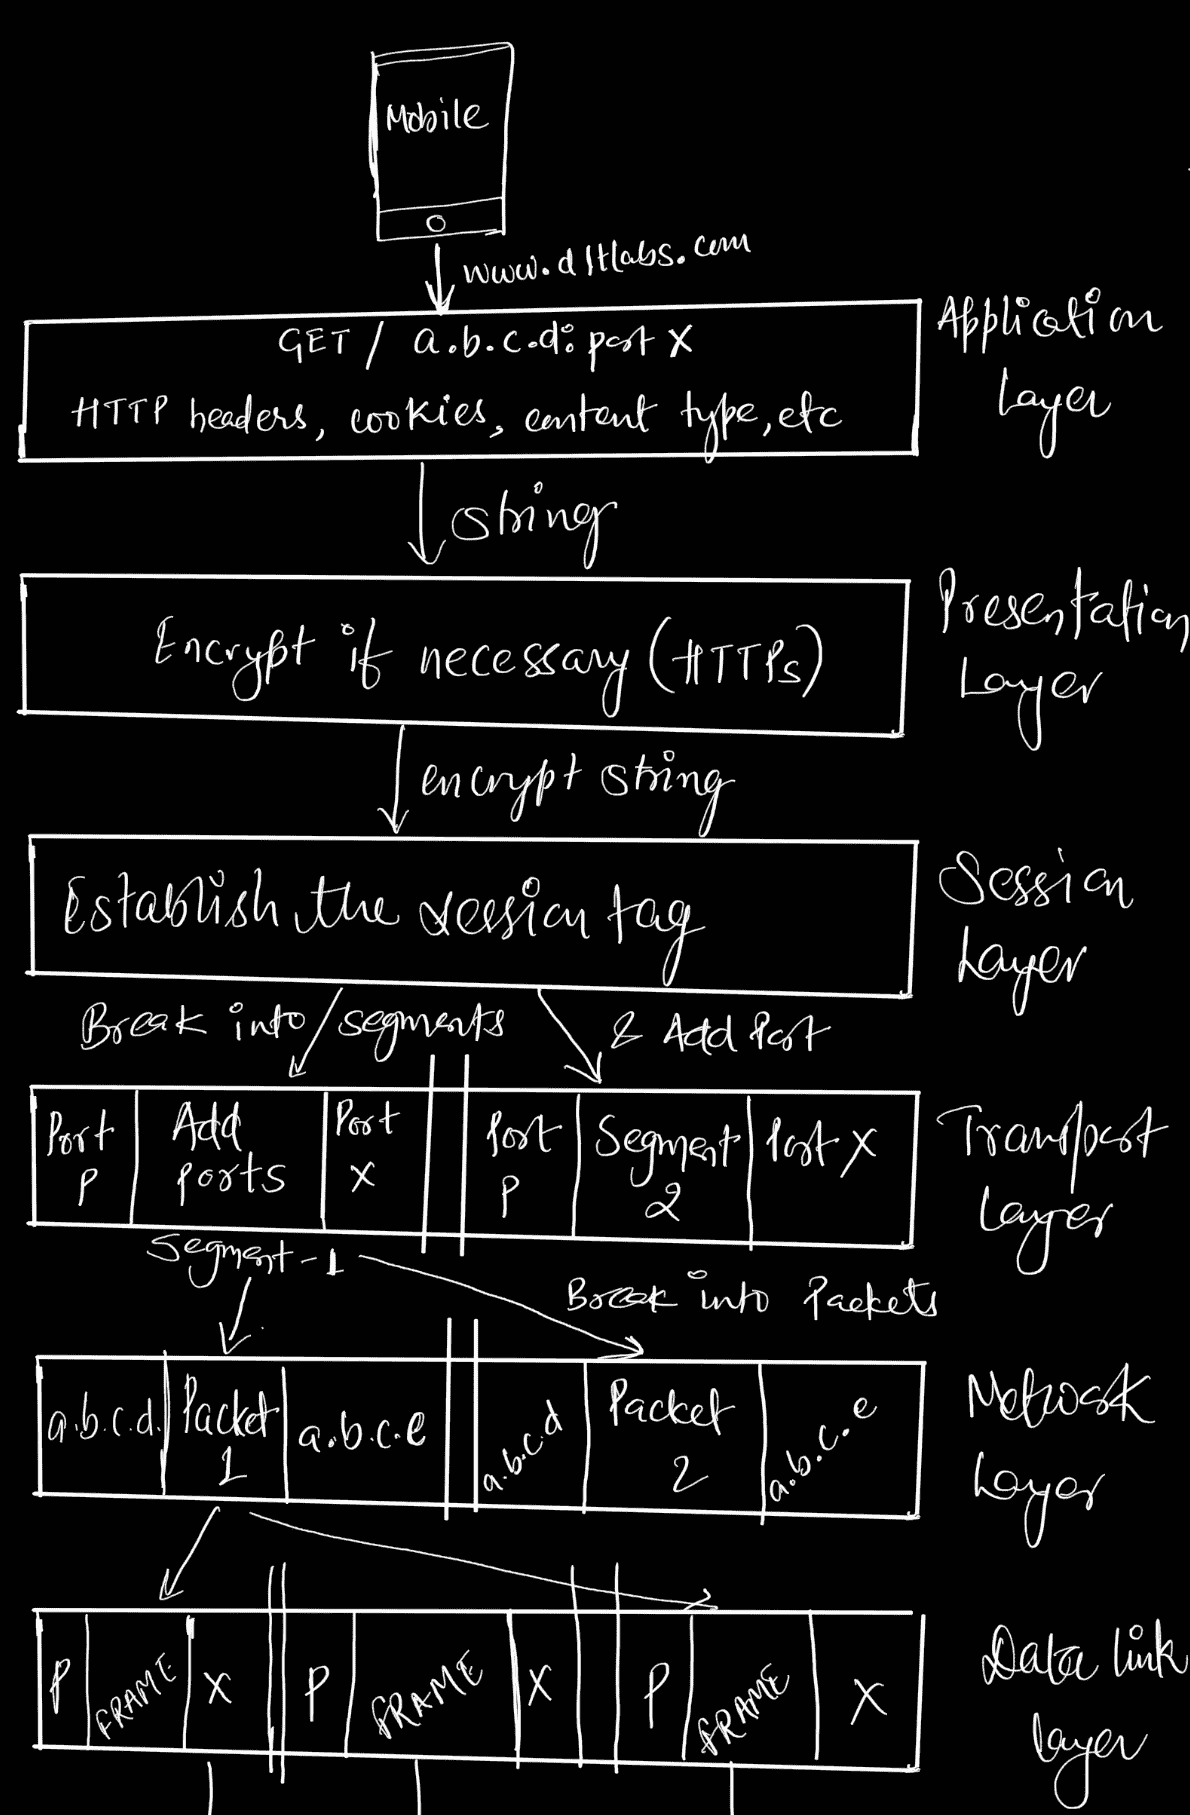 Mobile
www.dltlabs.com
GET / a.b.c.d: port X
HTTP headers, cookies, content type, etc
Application
Layer
string
Encrypt if necessary (HTTPs)
Presentation
Layer
encrypt string
Establish the session tag
Session
Layer
Break into segments & Add Port
Port P
Add ports
Port X
Port P
Segment 2
Port X
Transport
Layer
Segment-1
Break into Packets
a.b.c.d.
Packet 1
a.b.c.e
a.b.c.d
Packet 2
a.b.c.e
Network
Layer
P
FRAME
X
P
FRAME
X
P
FRAME
X
Data link
layer